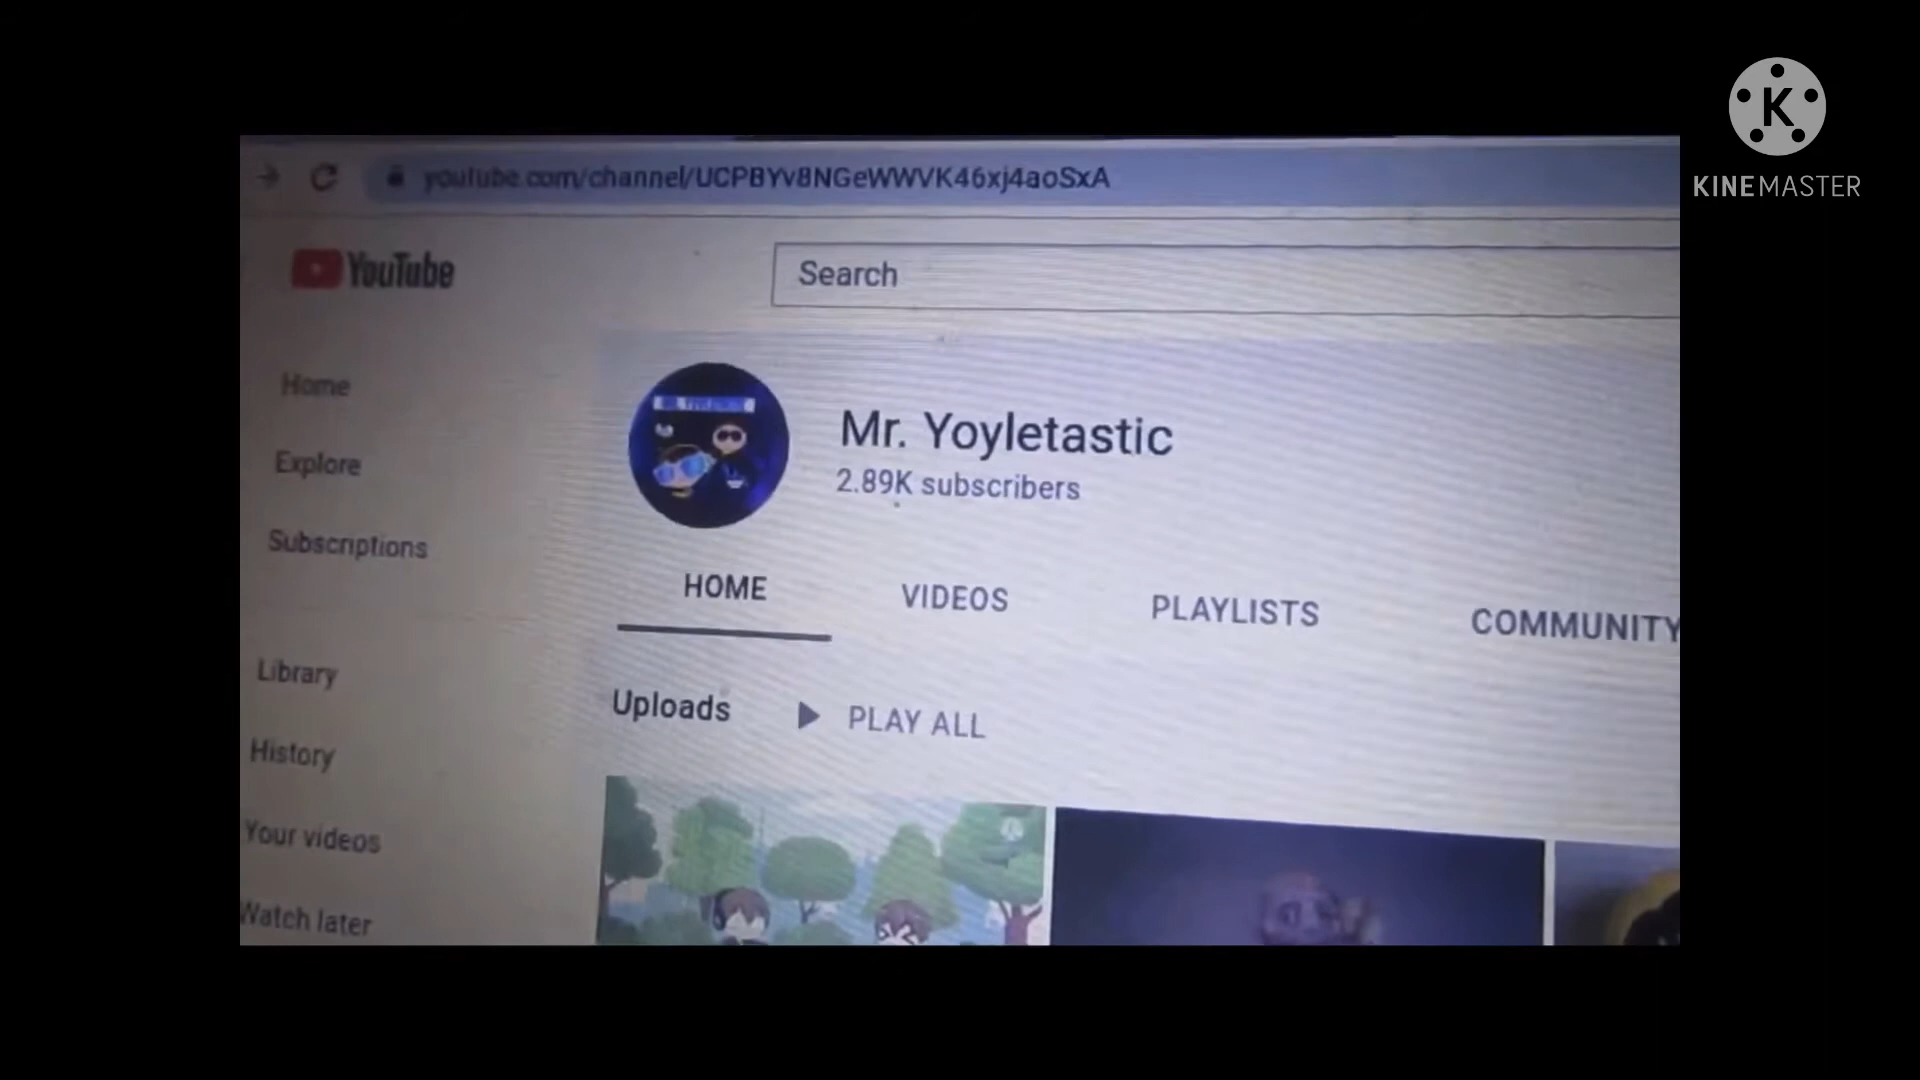 KINEMASTER
youtube.com/channel/UCPBYv8NGeWWVK46xj4aoSxA
YouTube
Search
Home
Explore
Subscriptions
Library
History
Your videos
Watch later
Mr. Yoyletastic
2.89K subscribers
HOME VIDEOS PLAYLISTS COMMUNITY
Uploads PLAY ALL